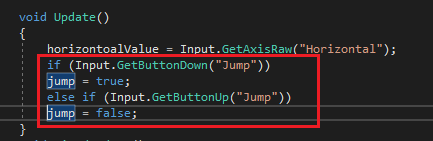 void Update()
{
horizontoalValue = Input.GetAxisRaw("Horizontal");
if (Input.GetButtonDown("Jump"))
jump = true;
else if (Input.GetButtonUp("Jump"))
jump = false;
}